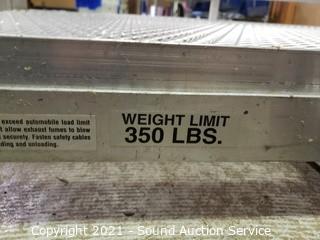 exceed automobile load limit
t allow exhaust fumes to blow
securely. Fasten safety cables
ding and unloading.
WEIGHT LIMIT
350 LBS.
Copyright 2021 - Sound Auction Service